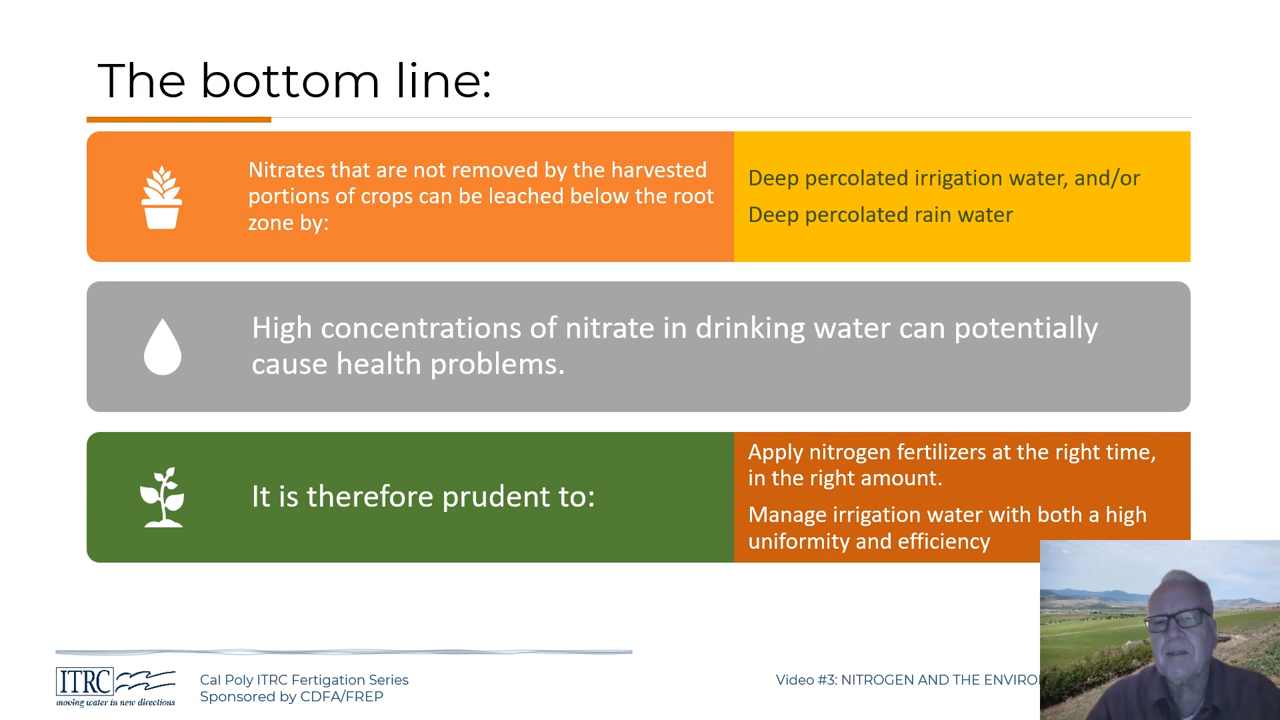 The bottom line:
Nitrates that are not removed by the harvested
portions of crops can be leached below the root
zone by:
Deep percolated irrigation water, and/or
Deep percolated rain water
High concentrations of nitrate in drinking water can potentially
cause health problems.
It is therefore prudent to:
Apply nitrogen fertilizers at the right time,
in the right amount.
Manage irrigation water with both a high
uniformity and efficiency
ITRC
moving water in new directions
Cal Poly ITRC Fertigation Series
Sponsored by CDFA/FREP
Video #3: NITROGEN AND THE